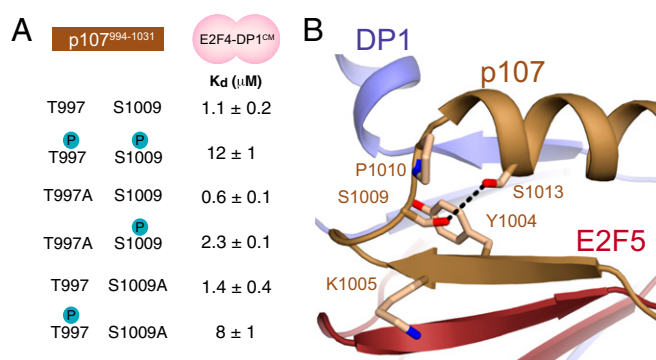 A
p107994-1031
E2F4-DP1CM
Kd (μM)
T997 S1009 1.1 ± 0.2
P P
T997 S1009 12 ± 1
T997A S1009 0.6 ± 0.1
P
T997A S1009 2.3 ± 0.1
T997 S1009A 1.4 ± 0.4
P
T997 S1009A 8 ± 1
B
DP1
p107
P1010
S1009
S1013
Y1004
E2F5
K1005